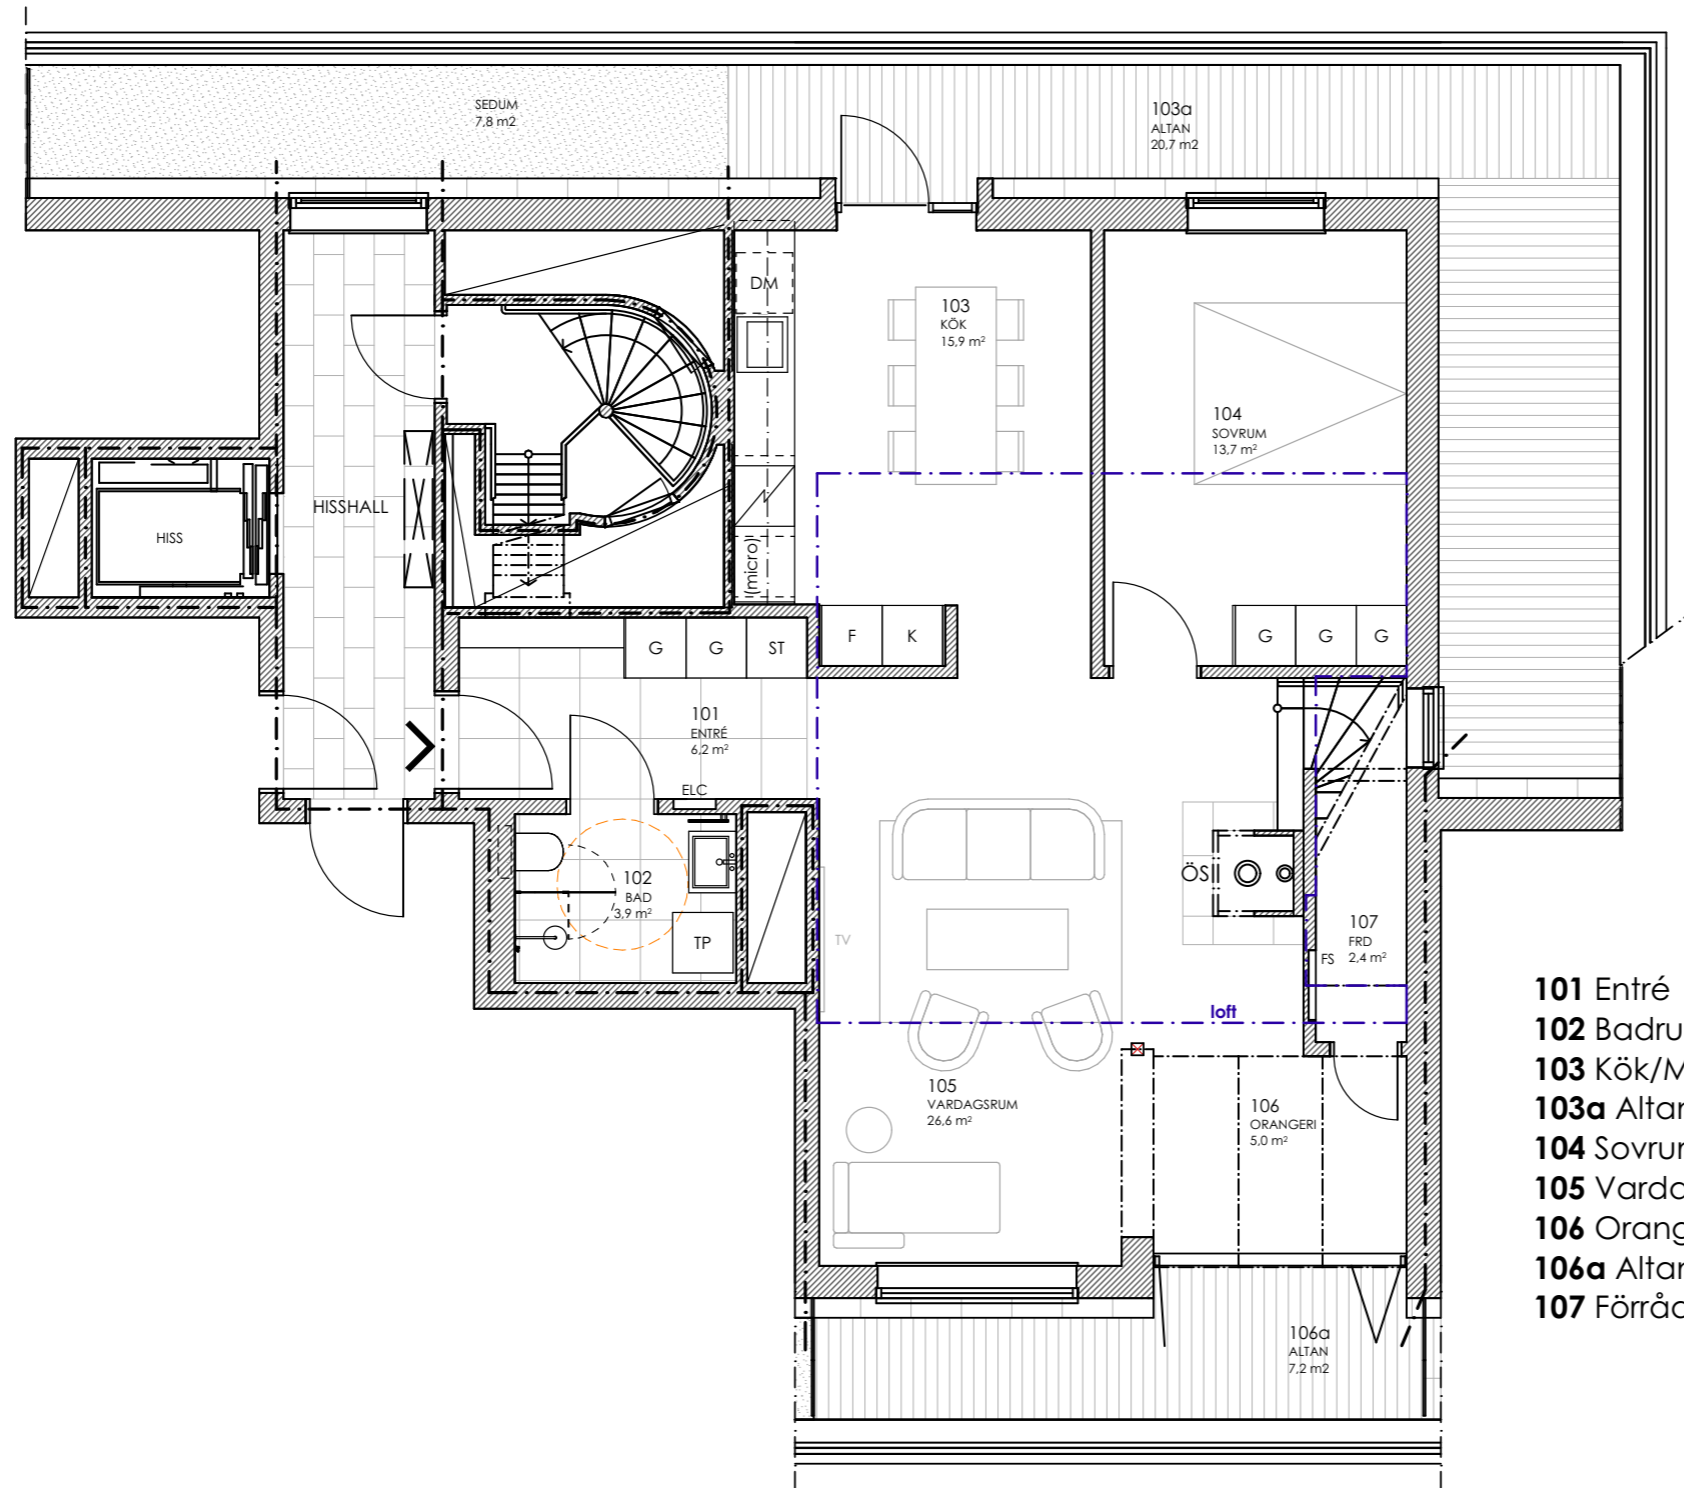 SEDUM
7,8 m2
103a
ALTAN
20,7 m2
DM
103
KÖK
15,9 m²
104
SOVRUM
13,7 m²
HISSHALL
HISS
(micro)
G
G
ST
F
K
G
G
G
101
ENTRÉ
6,2 m²
ELC
102
BAD
3,9 m²
TP
TV
ÖS
107
FRD
2,4 m²
FS
loft
105
VARDAGSRUM
26,6 m²
106
ORANGERI
5,0 m²
106a
ALTAN
7,2 m2
101 Entré
102 Badru
103 Kök/M
103a Altan
104 Sovrum
105 Varda
106 Orang
106a Altan
107 Förråd